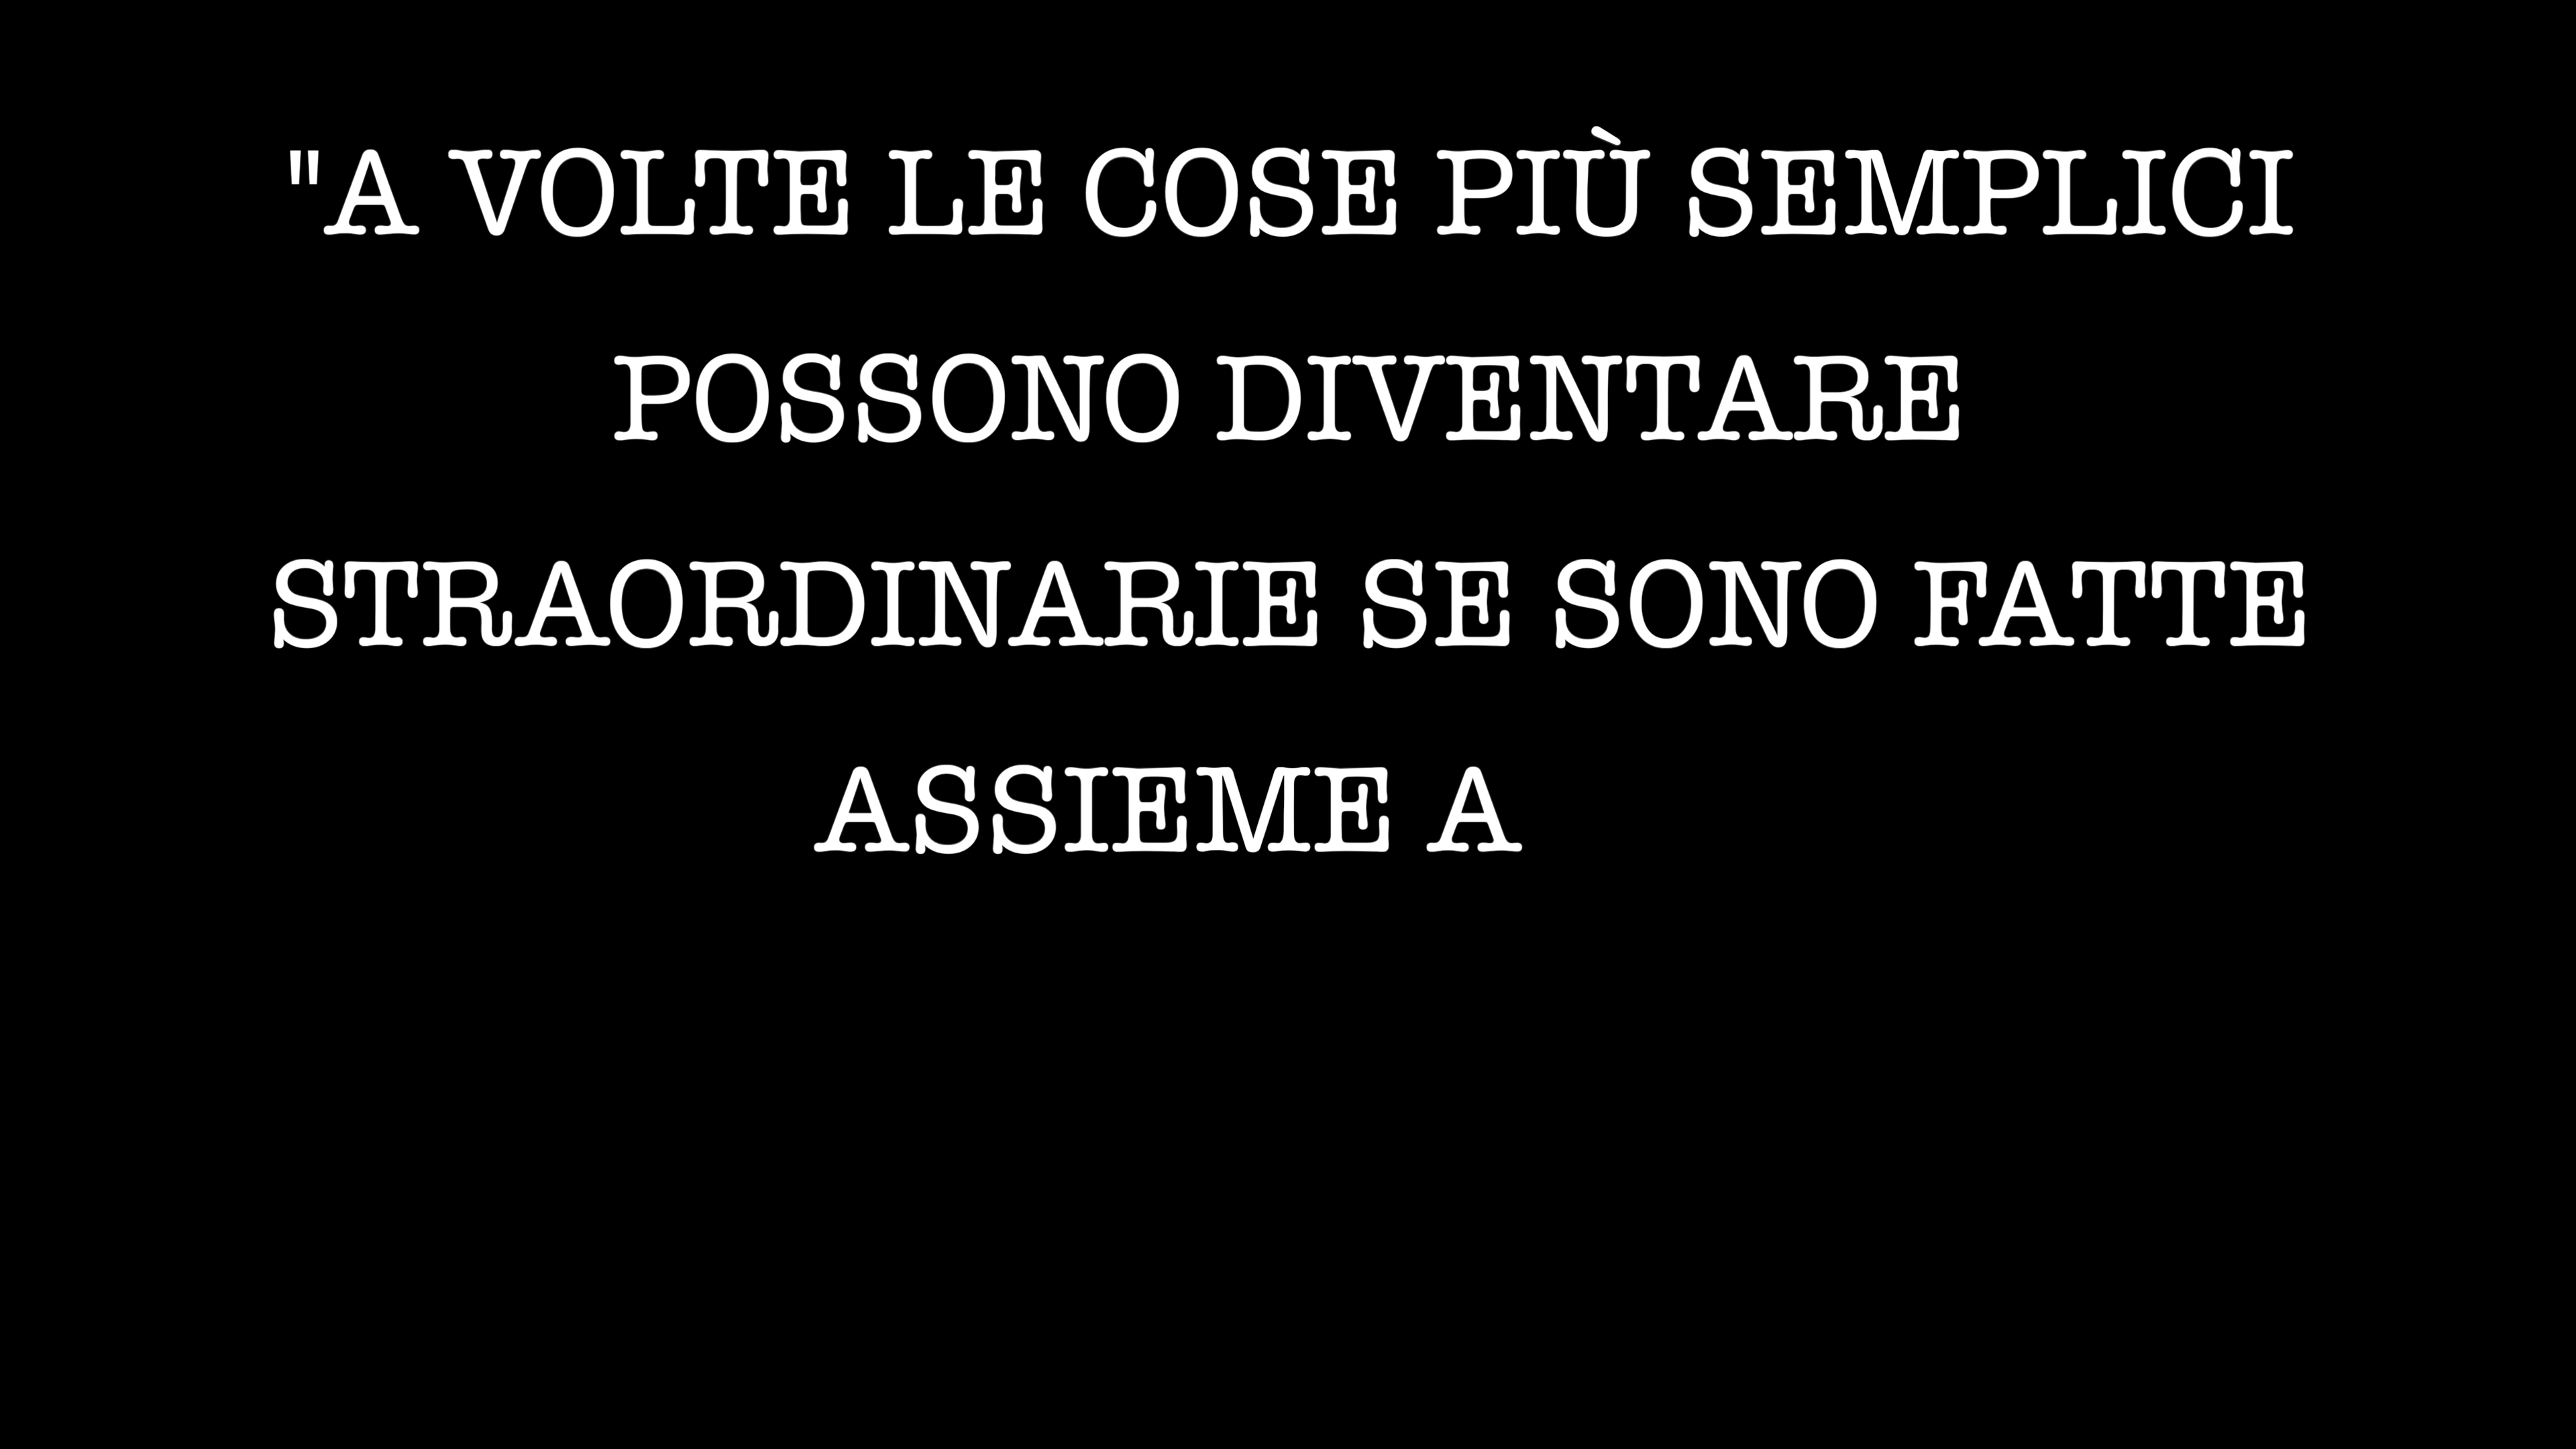 "A VOLTE LE COSE PIÙ SEMPLICI
POSSONO DIVENTARE
STRAORDINARIE SE SONO FATTE
ASSIEME A